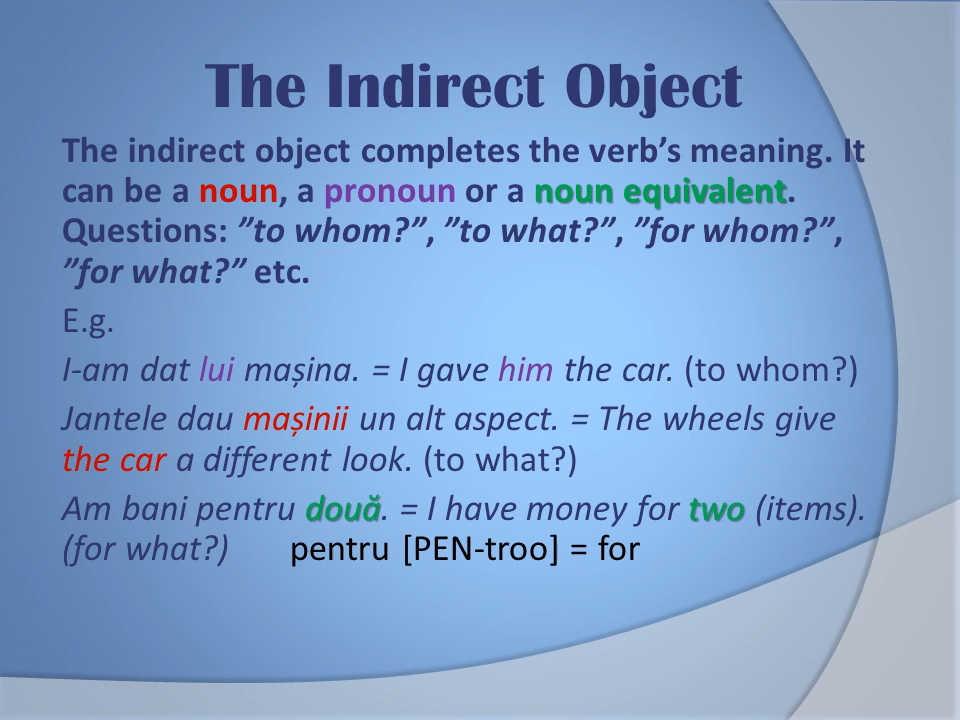 The Indirect Object
The indirect object completes the verb’s meaning. It
can be a noun, a pronoun or a noun equivalent.
Questions: ”to whom?”, ”to what?”, ”for whom?”,
”for what?” etc.
E.g.
I-am dat lui mașina. = I gave him the car. (to whom?)
Jantele dau mașinii un alt aspect. = The wheels give
the car a different look. (to what?)
Am bani pentru două. = I have money for two (items).
(for what?) pentru [PEN-troo] = for